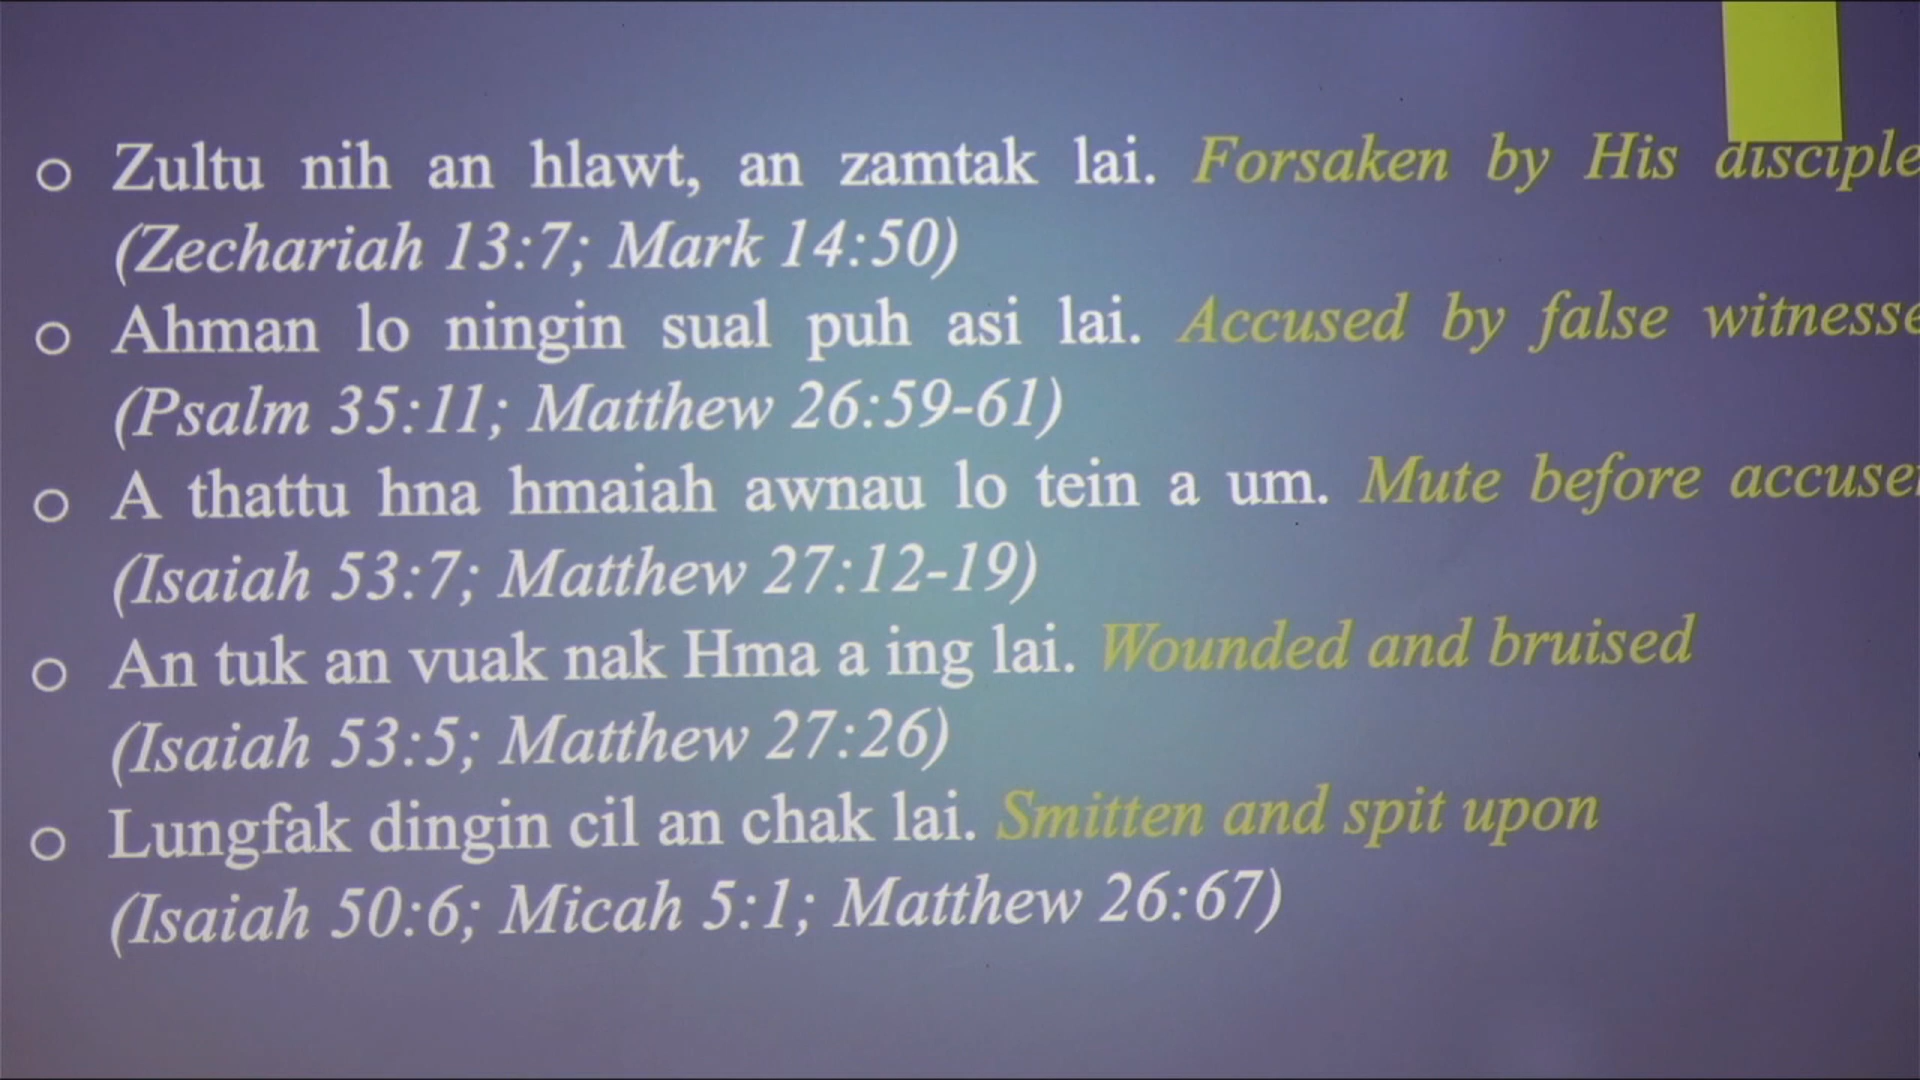 o Zultu nih an hlawt, an zamtak lai. Forsaken by His disciple
(Zechariah 13:7; Mark 14:50)
o Ahman lo ningin sual puh asi lai. Accused by false witnesse
(Psalm 35:11; Matthew 26:59-61)
o A thattu hna hmaiah awnau lo tein a um. Mute before accuser
(Isaiah 53:7; Matthew 27:12-19)
o An tuk an vuak nak Hma a ing lai. Wounded and bruised
(Isaiah 53:5; Matthew 27:26)
o Lungfak dingin cil an chak lai. Smitten and spit upon
(Isaiah 50:6; Micah 5:1; Matthew 26:67)